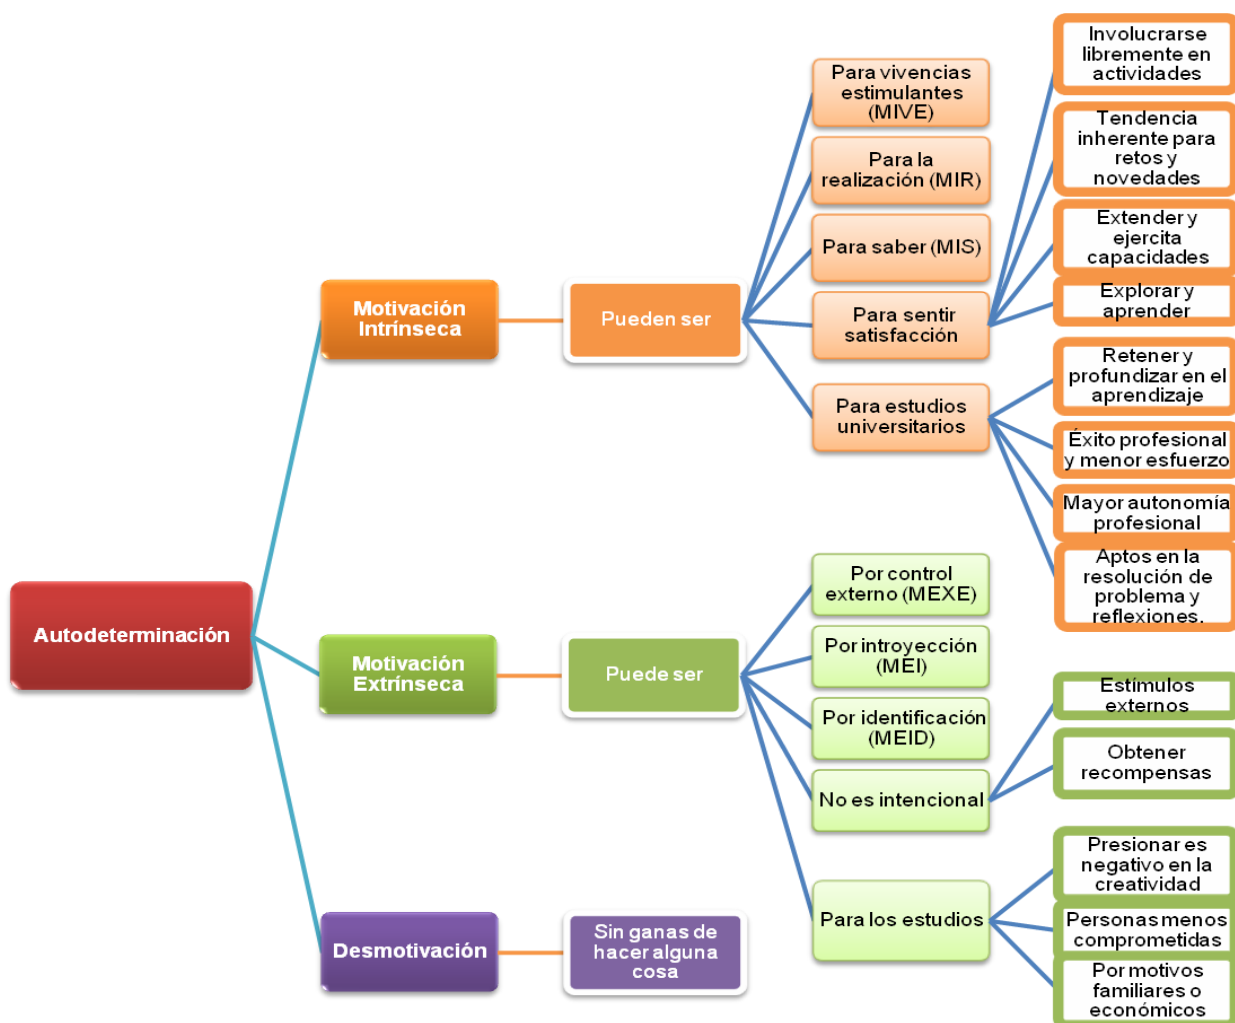 Autodeterminación
Motivación
Intrínseca
Pueden ser
Para vivencias
estimulantes
(MIVE)
Para la
realización (MIR)
Para saber (MIS)
Para sentir
satisfacción
Involucrarse
libremente en
actividades
Tendencia
inherente para
retos y
novedades
Extender y
ejercita
capacidades
Explorar y
aprender
Para estudios
universitarios
Retener y
profundizar en el
aprendizaje
Éxito profesional
y menor esfuerzo
Mayor autonomía
profesional
Aptos en la
resolución de
problema y
reflexiones.
Motivación
Extrínseca
Puede ser
Por control
externo (MEXE)
Por introyección
(MEI)
Por identificación
(MEID)
No es intencional
Estímulos
externos
Obtener
recompensas
Para los estudios
Presionar es
negativo en la
creatividad
Personas menos
comprometidas
Por motivos
familiares o
económicos
Desmotivación
Sin ganas de
hacer alguna
cosa